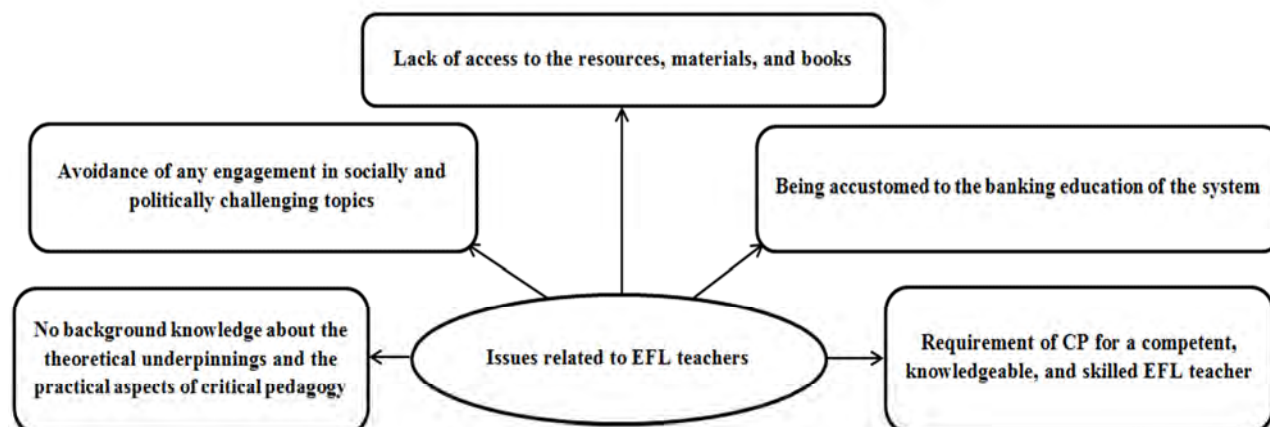 Lack of access to the resources, materials, and books
Avoidance of any engagement in socially and
politically challenging topics
Being accustomed to the banking education of the system
No background knowledge about the
theoretical underpinnings and the
practical aspects of critical pedagogy
Issues related to EFL teachers
Requirement of CP for a competent,
knowledgeable, and skilled EFL teacher